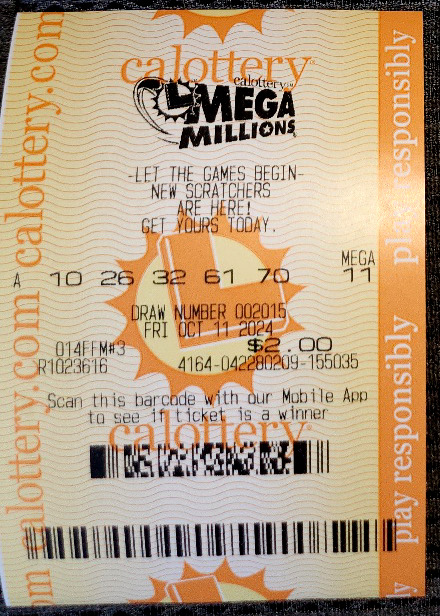 calottery
calottery
MEGA
MILLIONS
-LET THE GAMES BEGIN-
NEW SCRATCHERS
ARE HERE!
GET YOURS TODAY.
MEGA
A 10 26 32 61 70 11
DRAW NUMBER 002015
FRI OCT 11 2024
014FFM#3 $2.00
R1023616 4164-042280209-155035
Scan this barcode with our Mobile App
to see if ticket is a winner
calottery
calottery.com calottery.com
play responsibly play responsibly